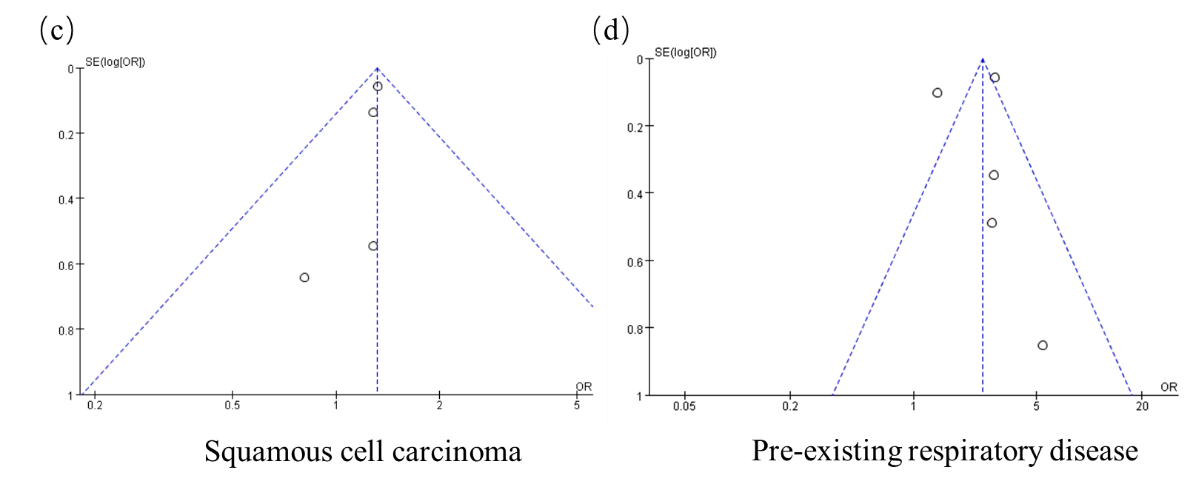 (c)
SE(log[OR])
0
0.2
0.4
0.6
0.8
1
0.2
0.5
1
2
5
OR
Squamous cell carcinoma
(d)
SE(log[OR])
0
0.2
0.4
0.6
0.8
1
0.05
0.2
1
5
20
OR
Pre-existing respiratory disease